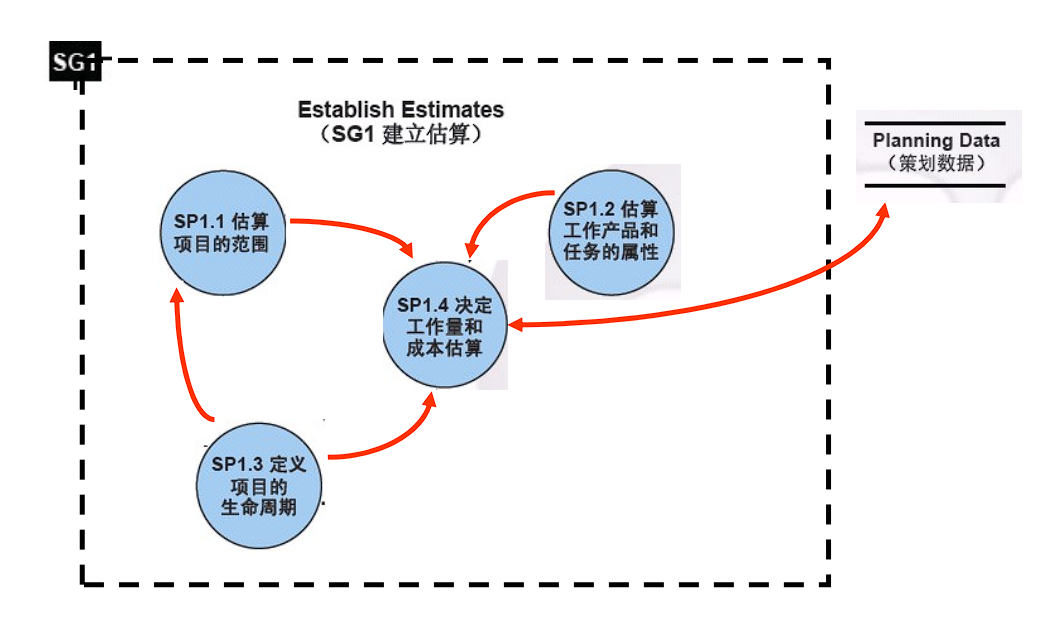 SG1
Establish Estimates
（SG1 建立估算）
Planning Data
（策划数据）
SP1.1 估算
项目的范围
SP1.2 估算
工作产品和
任务的属性
SP1.4 决定
工作量和
成本估算
SP1.3 定义
项目的
生命周期